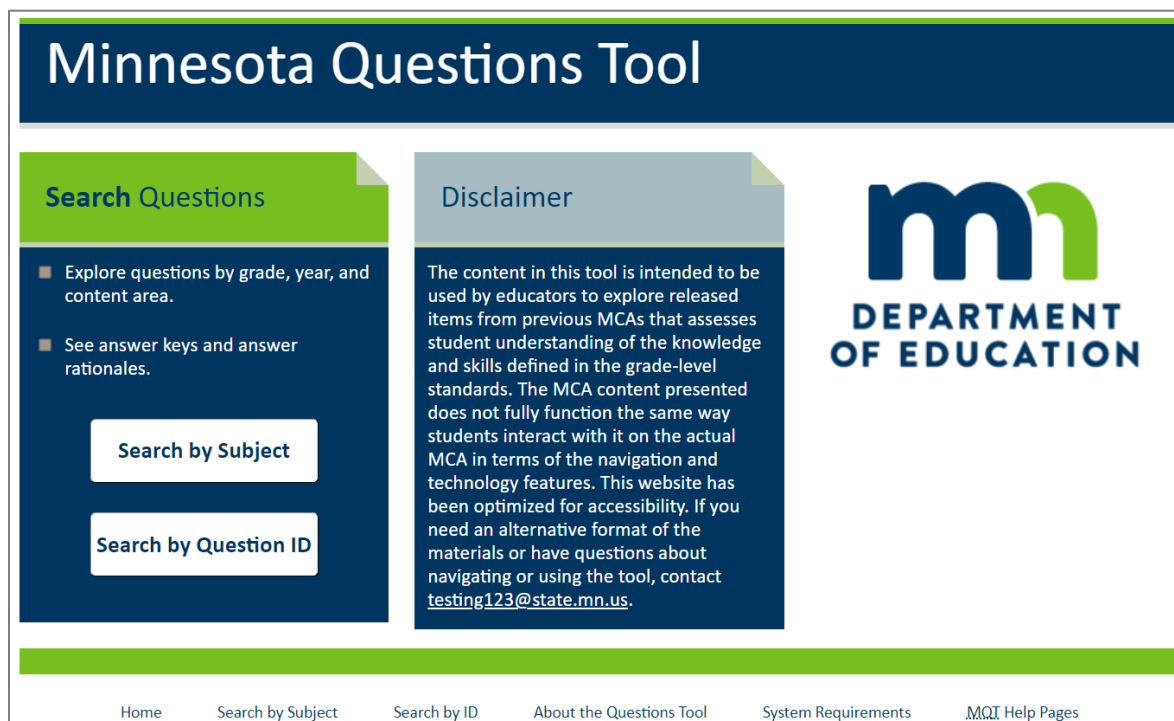 Minnesota Questions Tool
Search Questions
Explore questions by grade, year, and
content area.
See answer keys and answer
rationales.
Search by Subject
Search by Question ID
Disclaimer
The content in this tool is intended to be
used by educators to explore released
items from previous MCAs that assesses
student understanding of the knowledge
and skills defined in the grade-level
standards. The MCA content presented
does not fully function the same way
students interact with it on the actual
MCA in terms of the navigation and
technology features. This website has
been optimized for accessibility. If you
need an alternative format of the
materials or have questions about
navigating or using the tool, contact
testing123@state.mn.us.
mn
DEPARTMENT
OF EDUCATION
Home Search by Subject Search by ID About the Questions Tool System Requirements MQT Help Pages